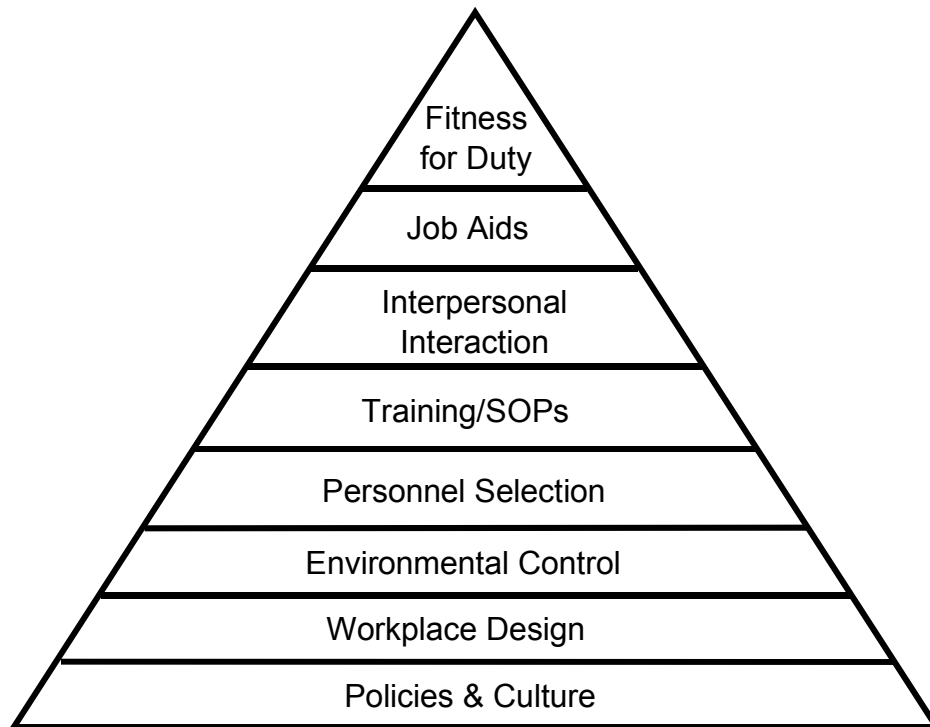 Fitness
for Duty
Job Aids
Interpersonal
Interaction
Training/SOPs
Personnel Selection
Environmental Control
Workplace Design
Policies & Culture